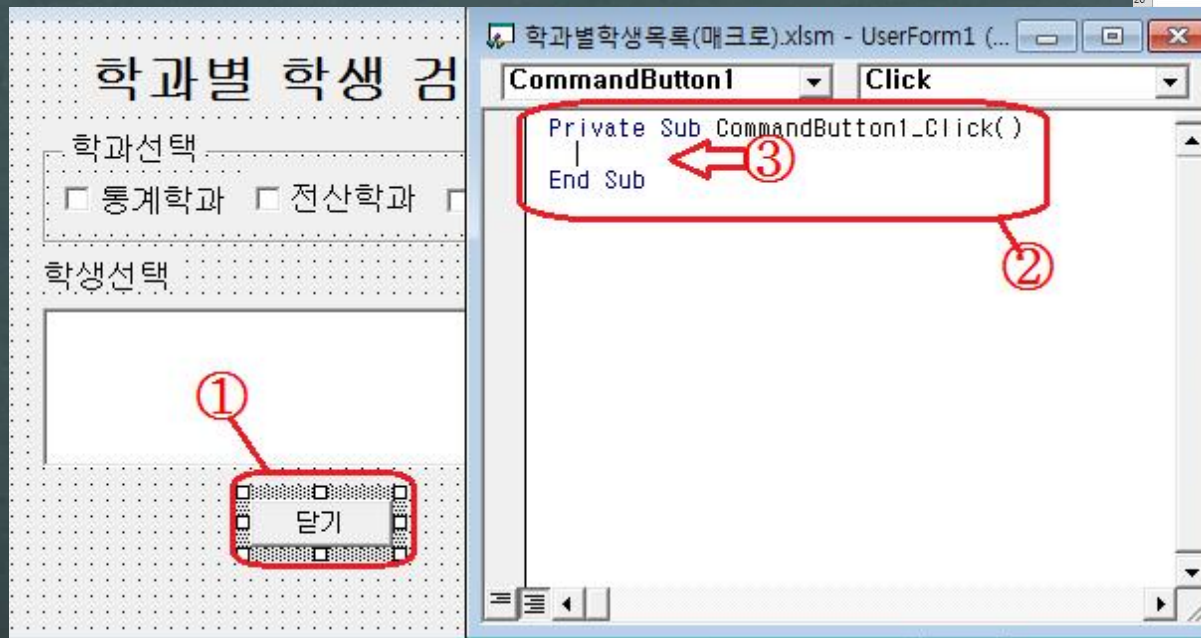 20
학과별 학생 검
학과선택
통계학과 전산학과
학생선택
①
닫기
학과별학생목록(매크로).xlsm - UserForm1 (...
CommandButton1 Click
Private Sub CommandButton1_Click()
③
End Sub
②